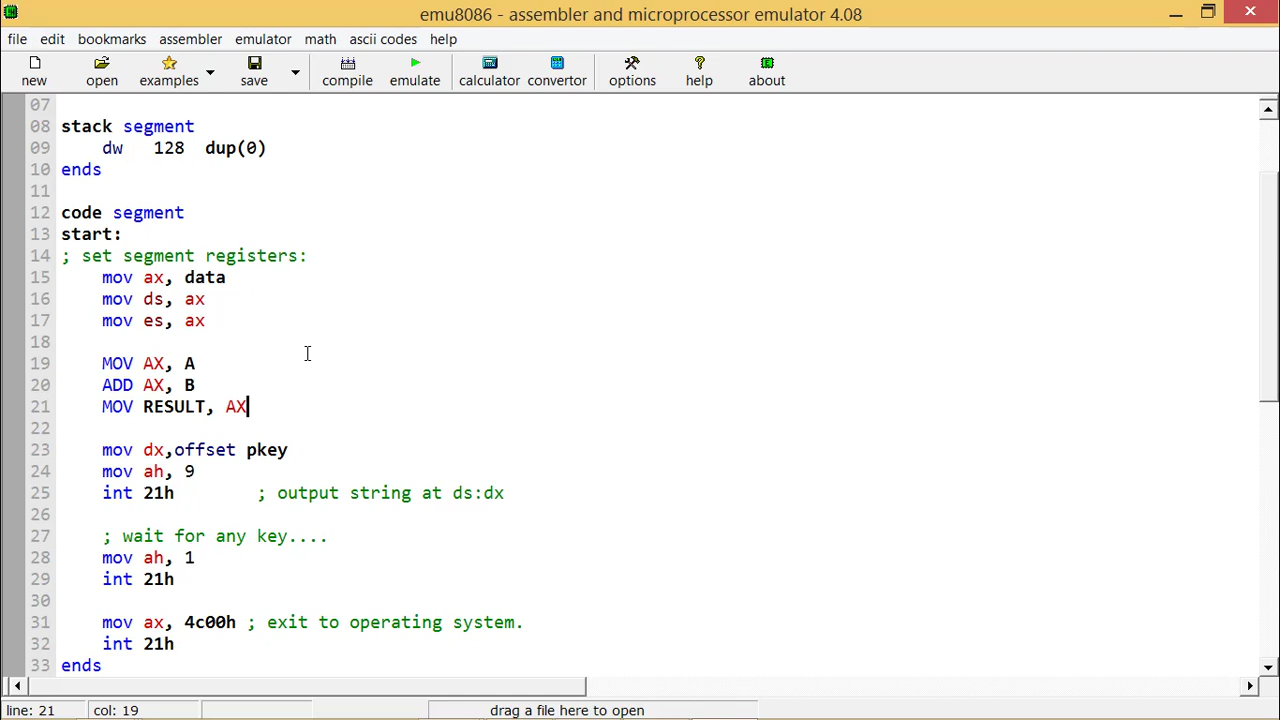 emu8086 - assembler and microprocessor emulator 4.08
file edit bookmarks assembler emulator math ascii codes help
new open examples save compile emulate calculator convertor options help about
07
08 stack segment
09 dw 128 dup(0)
10 ends
11
12 code segment
13 start:
14 ; set segment registers:
15 mov ax, data
16 mov ds, ax
17 mov es, ax
18
19 MOV AX, A
20 ADD AX, B
21 MOV RESULT, AX
22
23 mov dx,offset pkey
24 mov ah, 9
25 int 21h ; output string at ds:dx
26
27 ; wait for any key....
28 mov ah, 1
29 int 21h
30
31 mov ax, 4c00h ; exit to operating system.
32 int 21h
33 ends
line: 21 col: 19 drag a file here to open